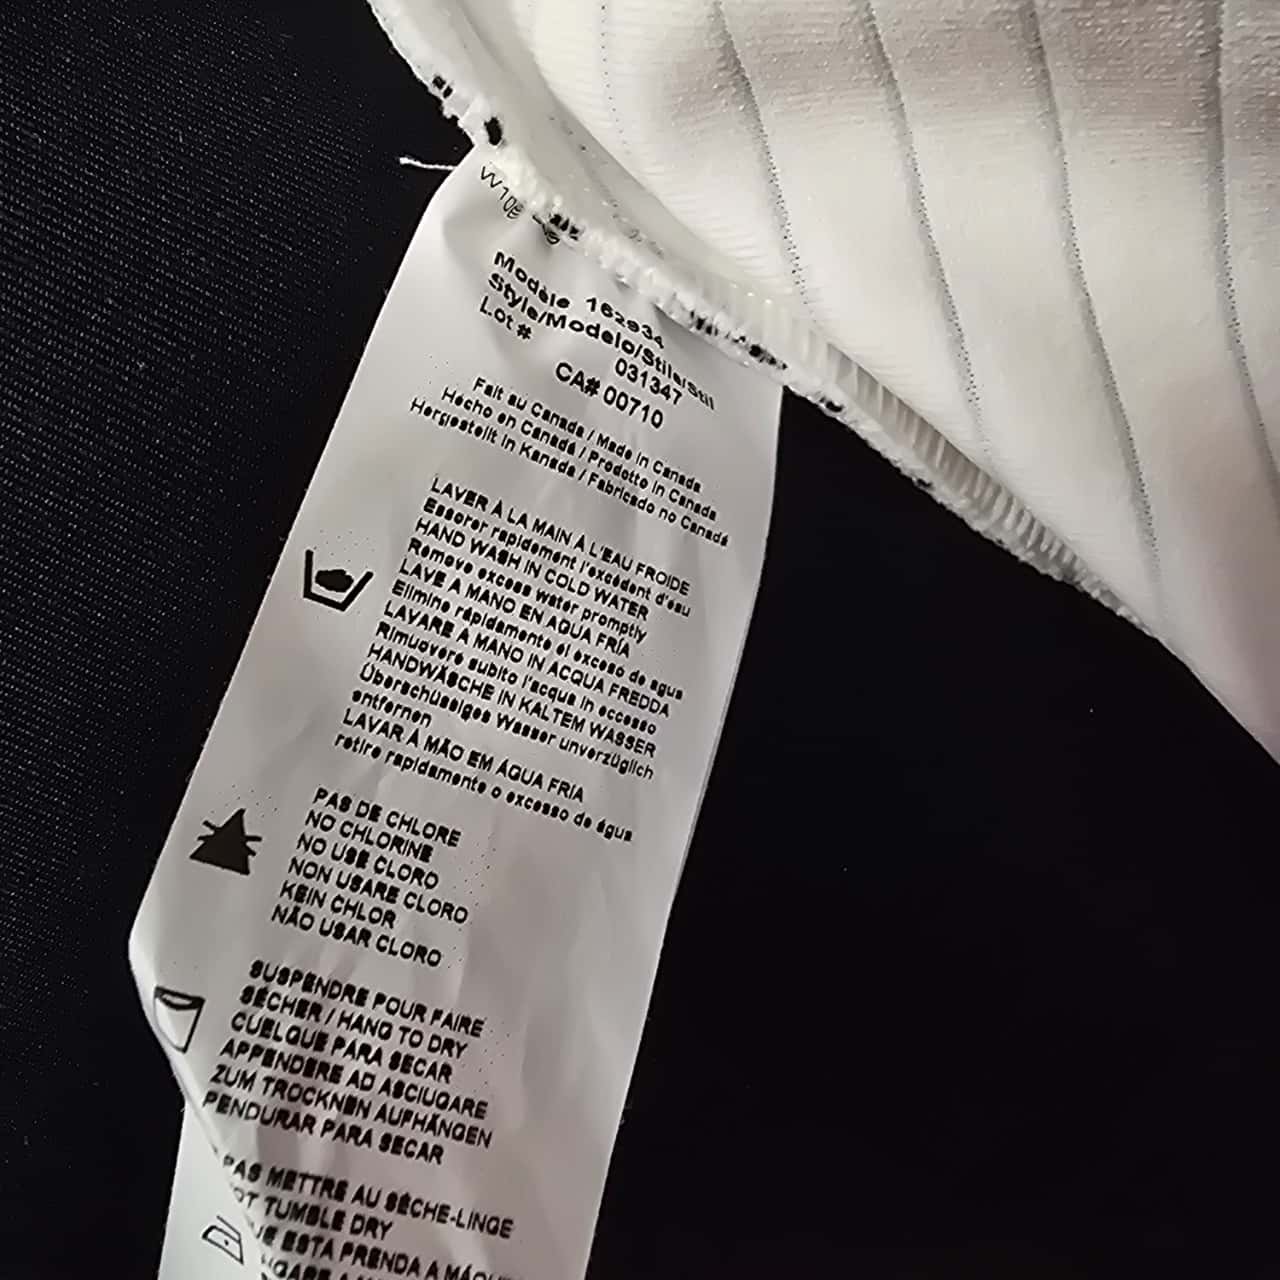 Modèle 162934
Style/Modelo/Stile/Stil
Lot # 031347
CA# 00710
Fait au Canada / Made in Canada
Hecho en Canadá / Prodotto in Canada
Hergestellt in Kanada / Fabricado no Canadá
LAVER À LA MAIN À L'EAU FROIDE
Essorer rapidement l'excédent d'eau
HAND WASH IN COLD WATER
Remove excess water promptly
LAVE A MANO EN AGUA FRÍA
Elimine rápidamente el exceso de agua
LAVARE A MANO IN ACQUA FREDDA
Rimuovere subito l'acqua in eccesso
HANDWÄSCHE IN KALTEM WASSER
Überschüssiges Wasser unverzüglich
entfernen
LAVAR À MÃO EM ÁGUA FRIA
retire rapidamente o excesso de água
PAS DE CHLORE
NO CHLORINE
NO USE CLORO
NON USARE CLORO
KEIN CHLOR
NÃO USAR CLORO
SUSPENDRE POUR FAIRE
SÉCHER / HANG TO DRY
CUELGUE PARA SECAR
APPENDERE AD ASCIUGARE
ZUM TROCKNEN AUFHÄNGEN
PENDURAR PARA SECAR
PAS METTRE AU SÈCHE-LINGE
TUMBLE DRY
ESTA PRENDA A